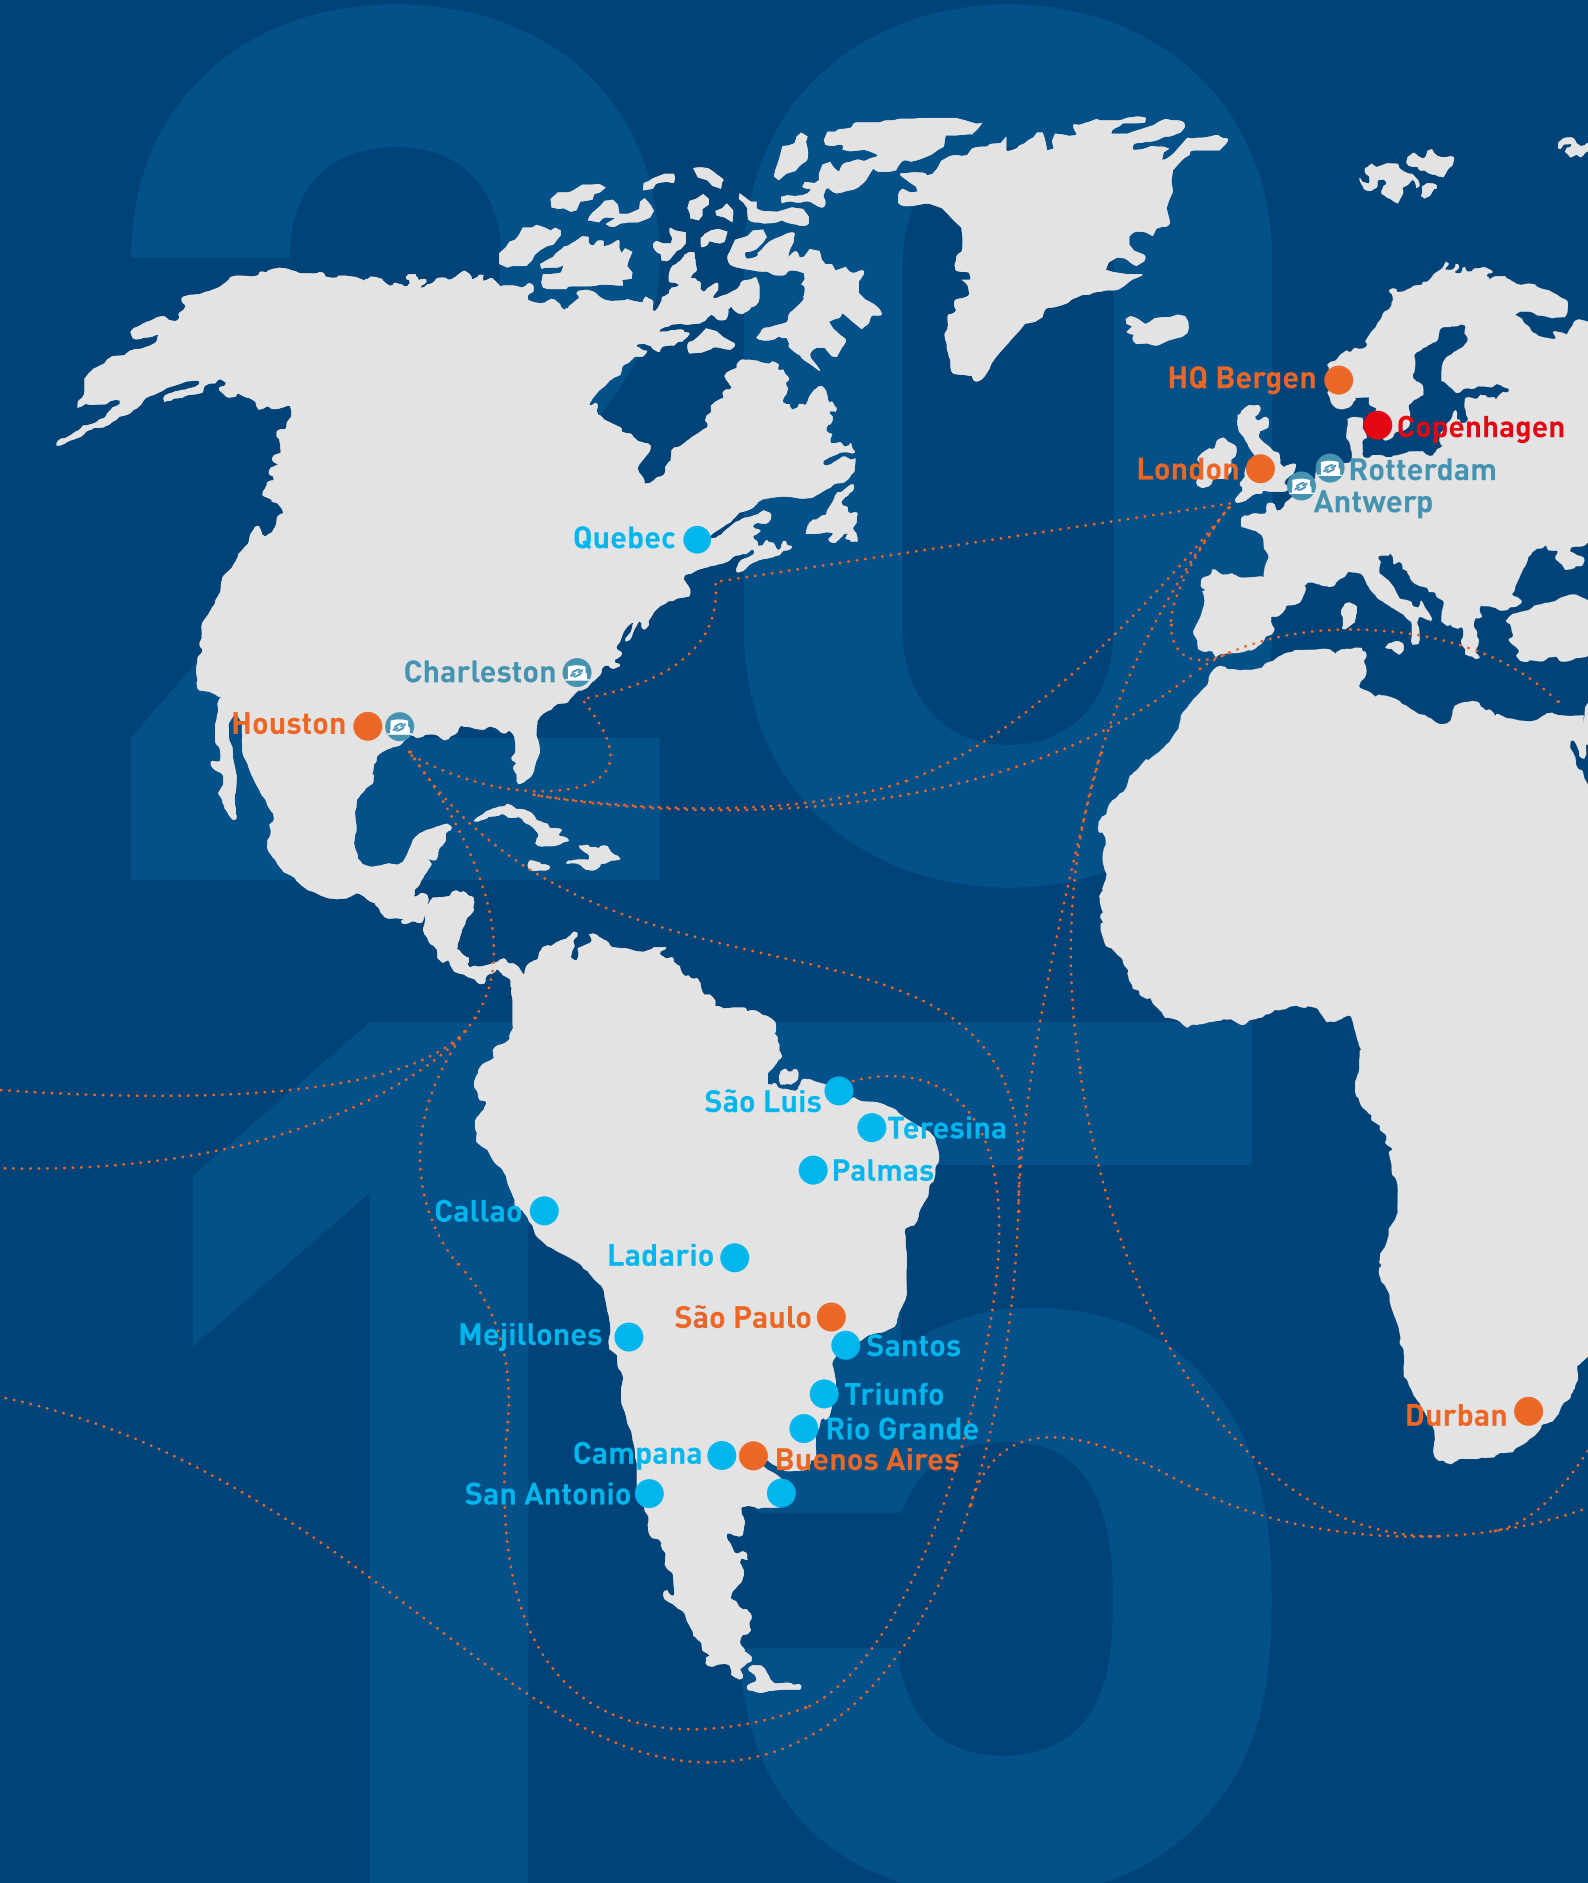 2015
HQ Bergen
Copenhagen
London
Rotterdam
Antwerp
Quebec
Charleston
Houston
São Luis
Teresina
Palmas
Callao
Ladario
São Paulo
Mejillones
Santos
Triunfo
Durban
Rio Grande
Campana
Buenos Aires
San Antonio